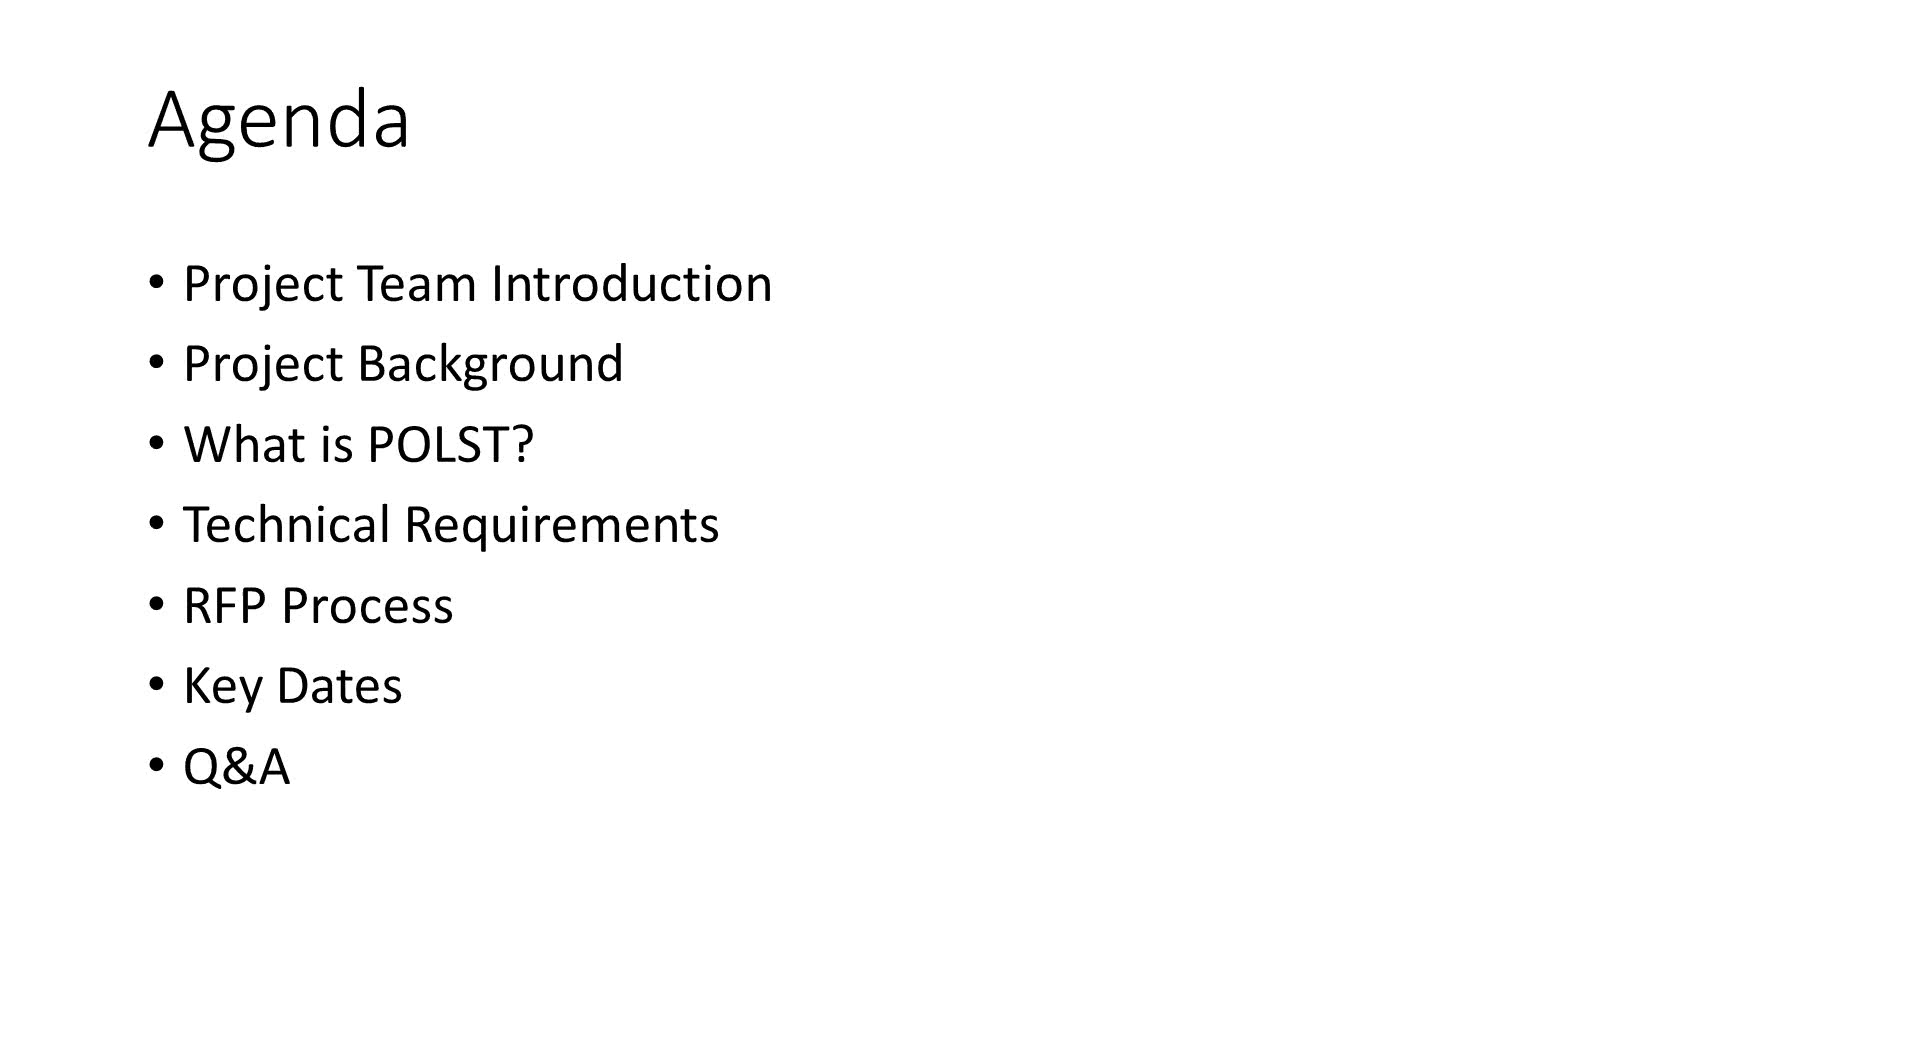 Agenda
• Project Team Introduction
• Project Background
• What is POLST?
• Technical Requirements
• RFP Process
• Key Dates
• Q&A